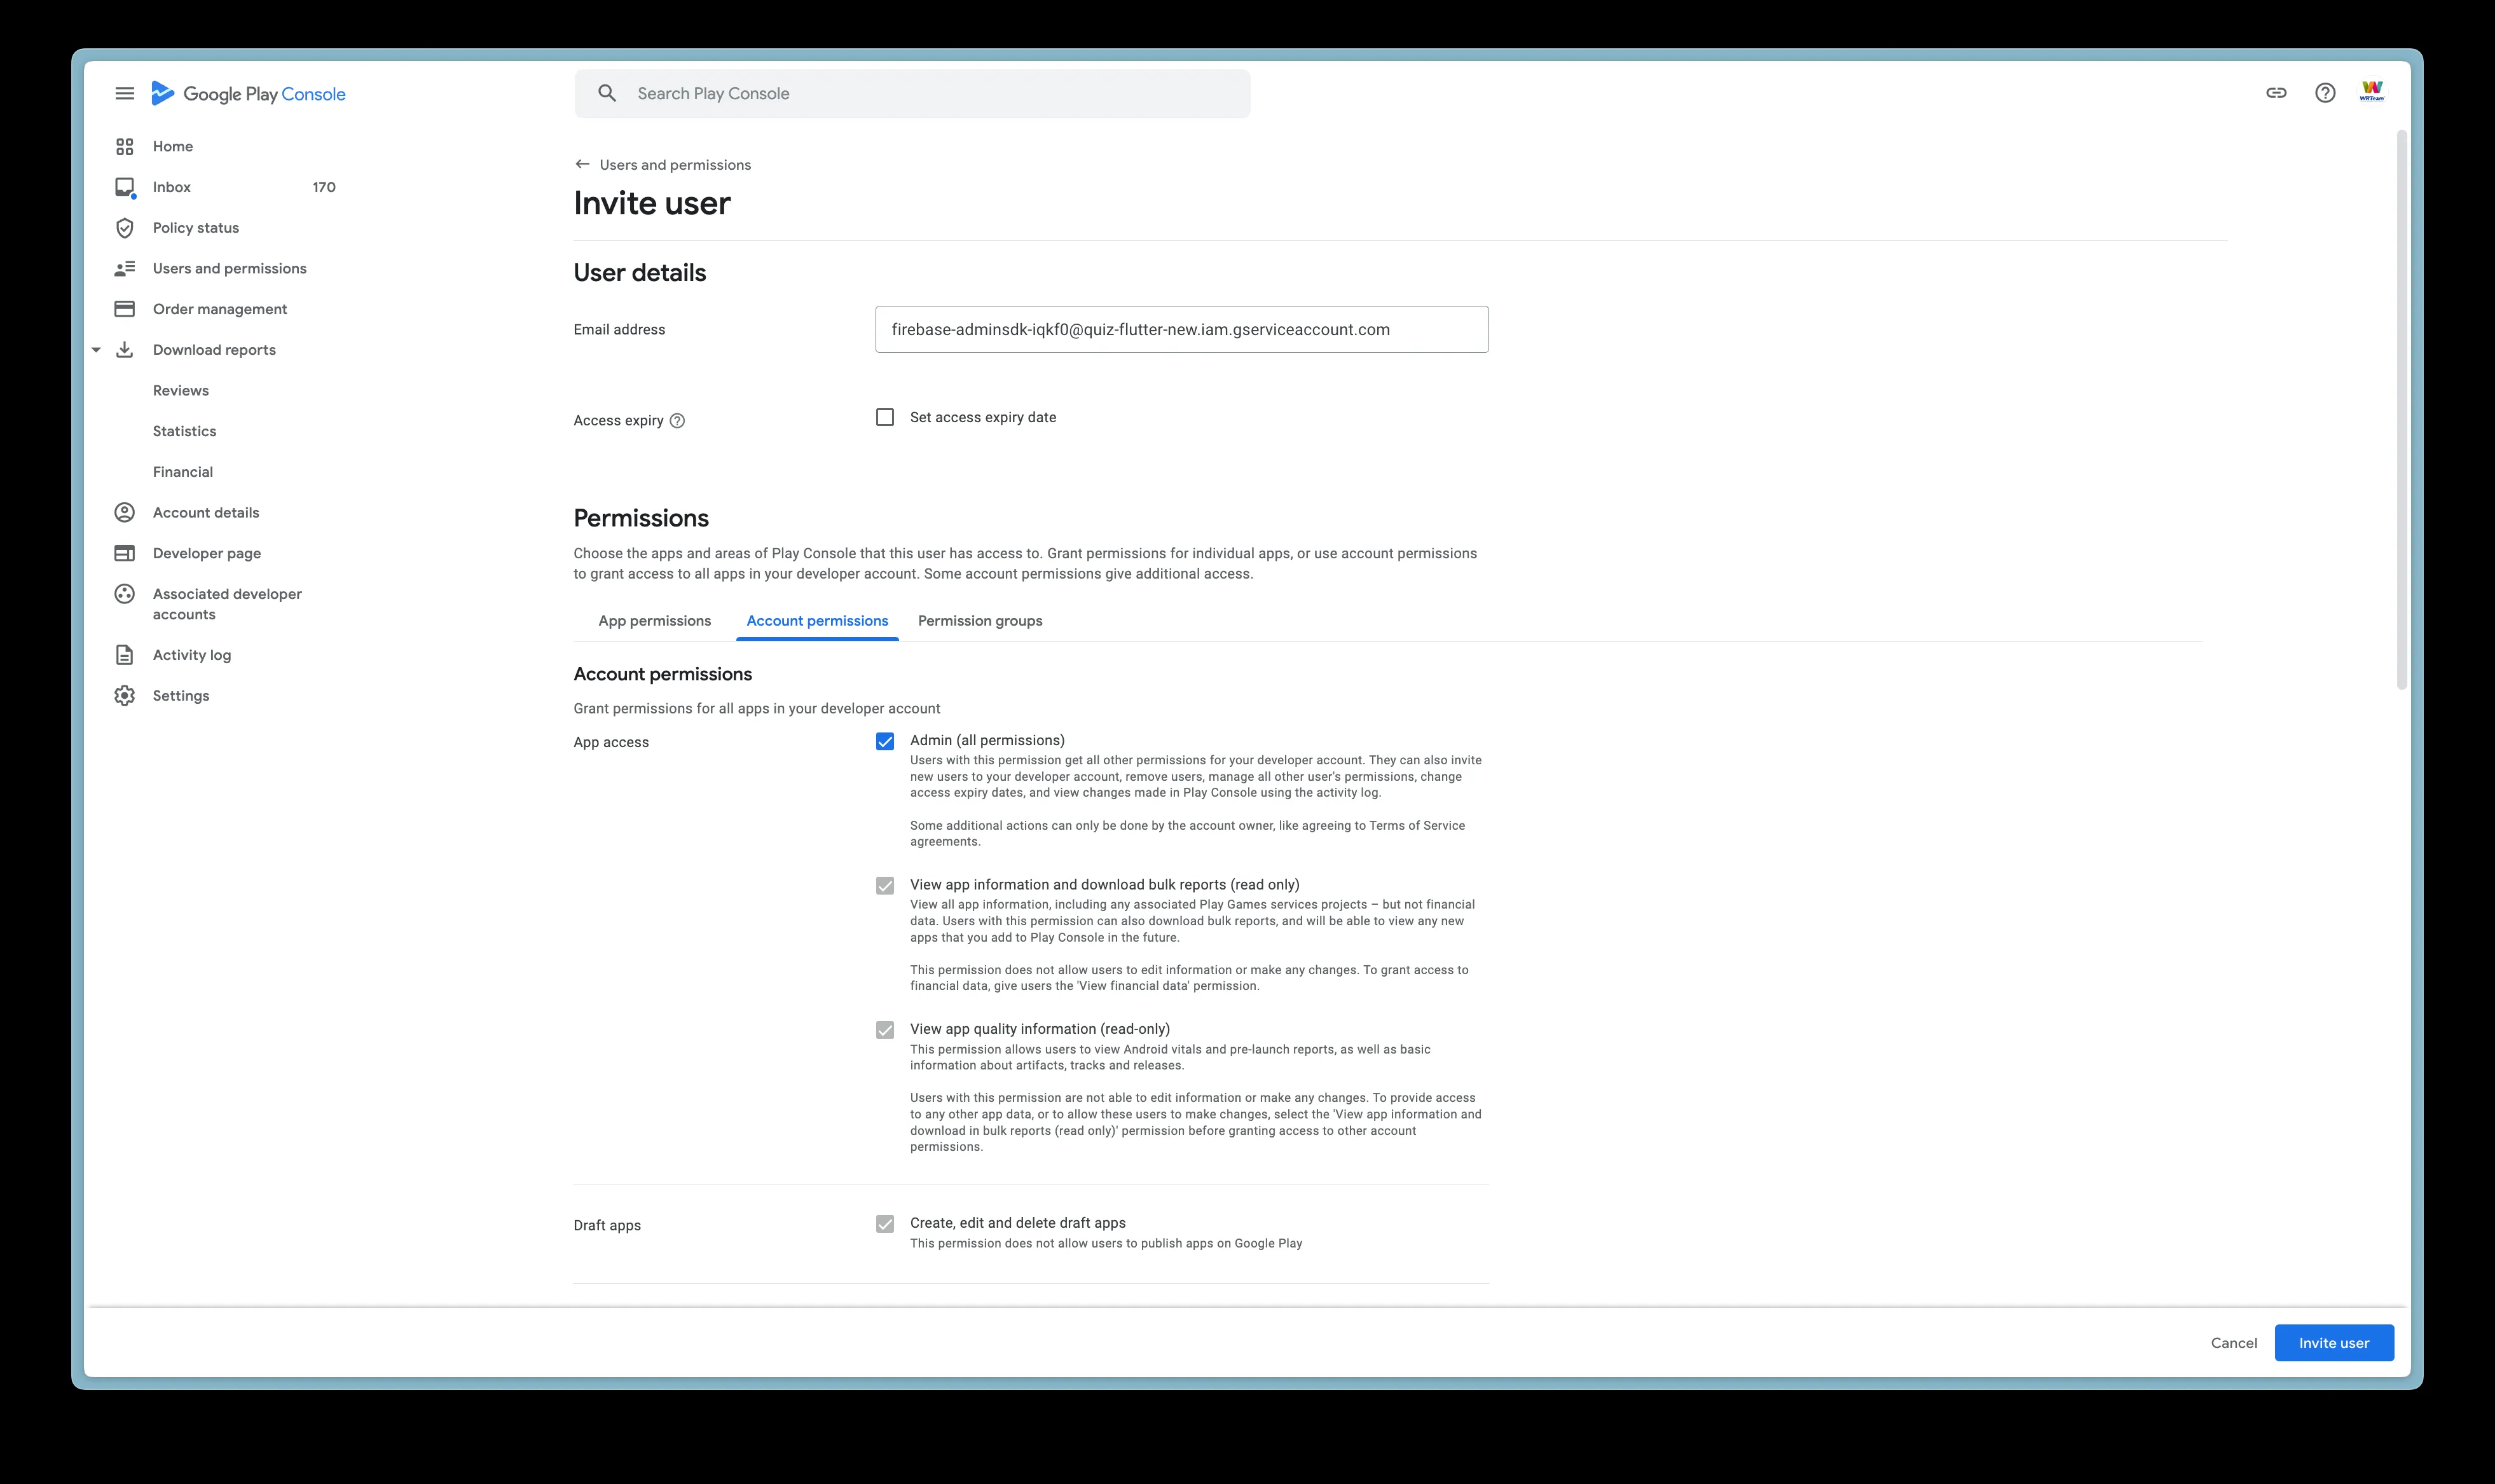 Google Play Console
Search Play Console
WRTeam
Home
Inbox 170
Policy status
Users and permissions
Order management
Download reports
Reviews
Statistics
Financial
Account details
Developer page
Associated developer
accounts
Activity log
Settings
Users and permissions
Invite user
User details
Email address
firebase-adminsdk-iqkf0@quiz-flutter-new.iam.gserviceaccount.com
Access expiry
Set access expiry date
Permissions
Choose the apps and areas of Play Console that this user has access to. Grant permissions for individual apps, or use account permissions
to grant access to all apps in your developer account. Some account permissions give additional access.
App permissions
Account permissions
Permission groups
Account permissions
Grant permissions for all apps in your developer account
App access
Admin (all permissions)
Users with this permission get all other permissions for your developer account. They can also invite
new users to your developer account, remove users, manage all other user's permissions, change
access expiry dates, and view changes made in Play Console using the activity log.
Some additional actions can only be done by the account owner, like agreeing to Terms of Service
agreements.
View app information and download bulk reports (read only)
View all app information, including any associated Play Games services projects – but not financial
data. Users with this permission can also download bulk reports, and will be able to view any new
apps that you add to Play Console in the future.
This permission does not allow users to edit information or make any changes. To grant access to
financial data, give users the 'View financial data' permission.
View app quality information (read-only)
This permission allows users to view Android vitals and pre-launch reports, as well as basic
information about artifacts, tracks and releases.
Users with this permission are not able to edit information or make any changes. To provide access
to any other app data, or to allow these users to make changes, select the 'View app information and
download in bulk reports (read only)' permission before granting access to other account
permissions.
Draft apps
Create, edit and delete draft apps
This permission does not allow users to publish apps on Google Play
Cancel
Invite user